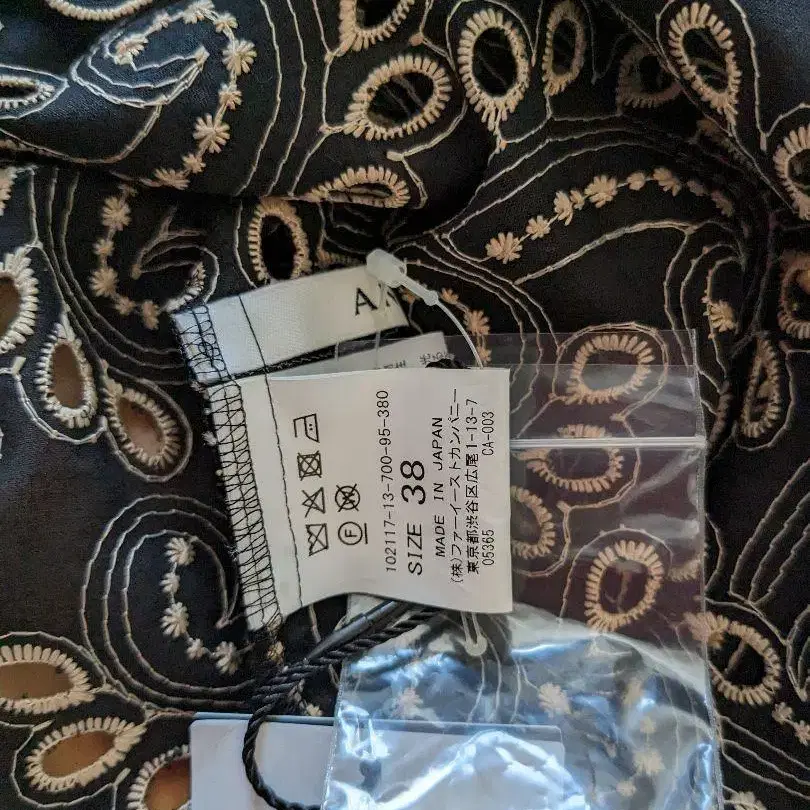 A
102117-13-700-95-380
SIZE 38
MADE IN JAPAN
(株)ファーイーストカンパニー
東京都渋谷区広尾1-13-7
05365 CA-003